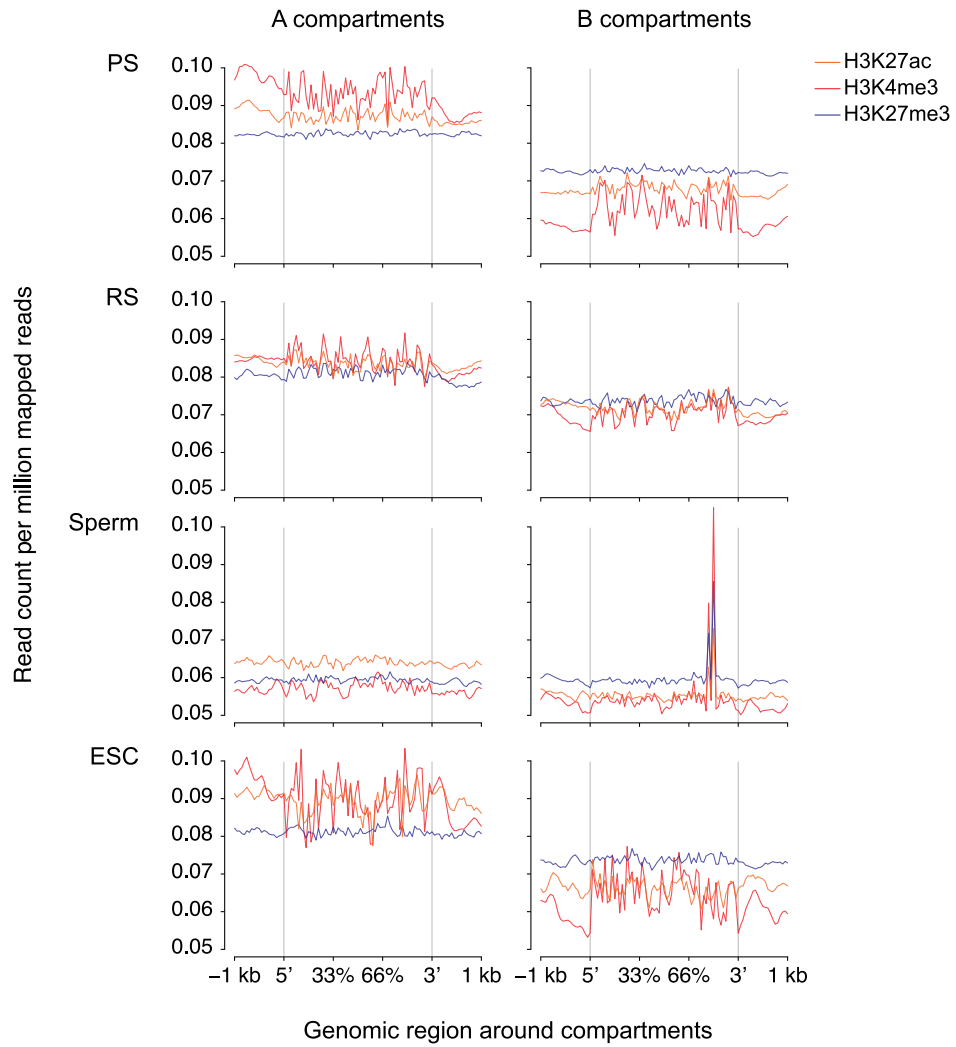 A compartments
B compartments
H3K27ac
H3K4me3
H3K27me3
PS
0.10
0.09
0.08
0.07
0.06
0.05
RS
0.10
0.09
0.08
0.07
0.06
0.05
Sperm
0.10
0.09
0.08
0.07
0.06
0.05
ESC
0.10
0.09
0.08
0.07
0.06
0.05
Read count per million mapped reads
−1 kb 5' 33% 66% 3' 1 kb
−1 kb 5' 33% 66% 3' 1 kb
Genomic region around compartments